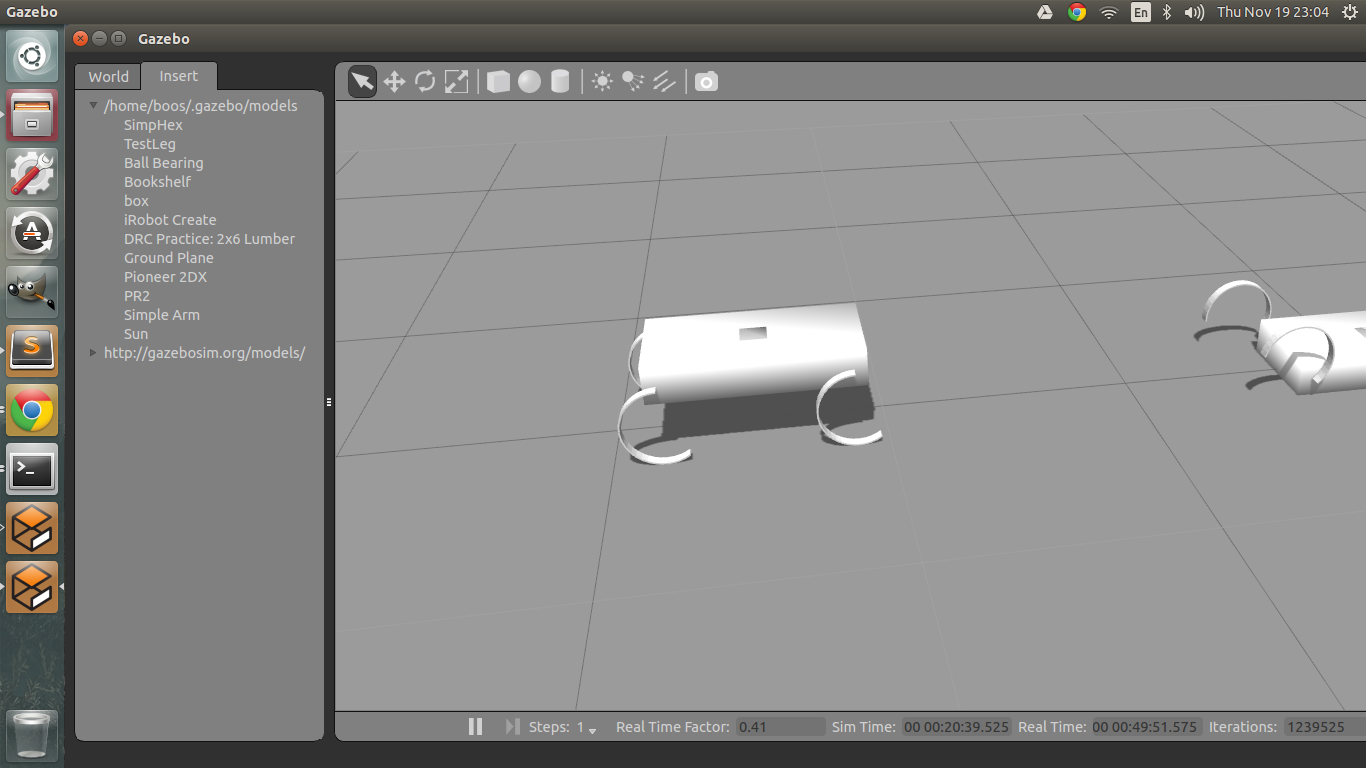 Gazebo
En
Thu Nov 19 23:04
Gazebo
World
Insert
/home/boos/.gazebo/models
SimpHex
TestLeg
Ball Bearing
Bookshelf
box
iRobot Create
DRC Practice: 2x6 Lumber
Ground Plane
Pioneer 2DX
PR2
Simple Arm
Sun
http://gazebosim.org/models/
S
A
>_
Steps: 1 Real Time Factor: 0.41 Sim Time: 00 00:20:39.525 Real Time: 00 00:49:51.575 Iterations: 1239525